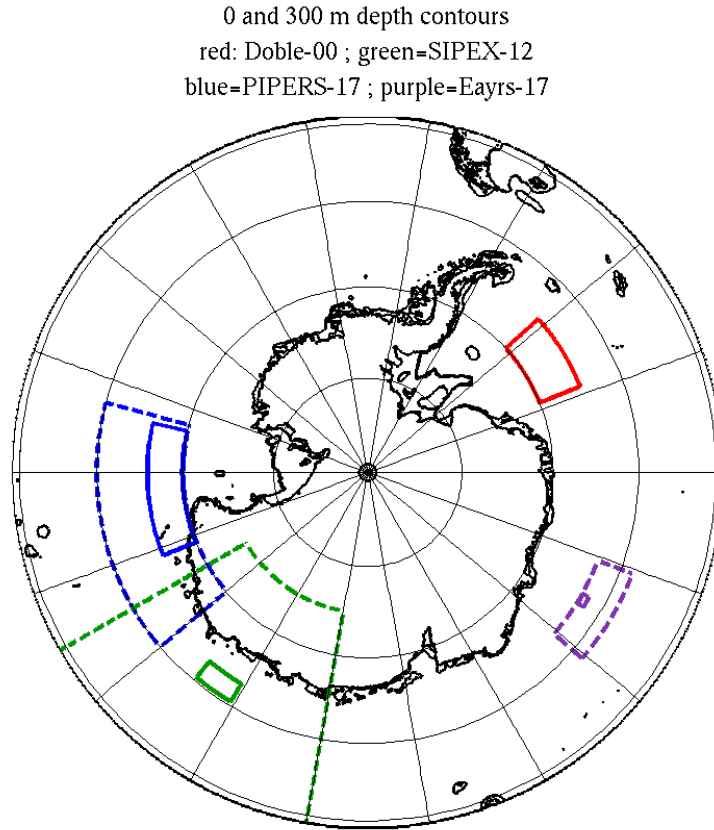 0 and 300 m depth contours
red: Doble-00 ; green=SIPEX-12
blue=PIPERS-17 ; purple=Eayrs-17